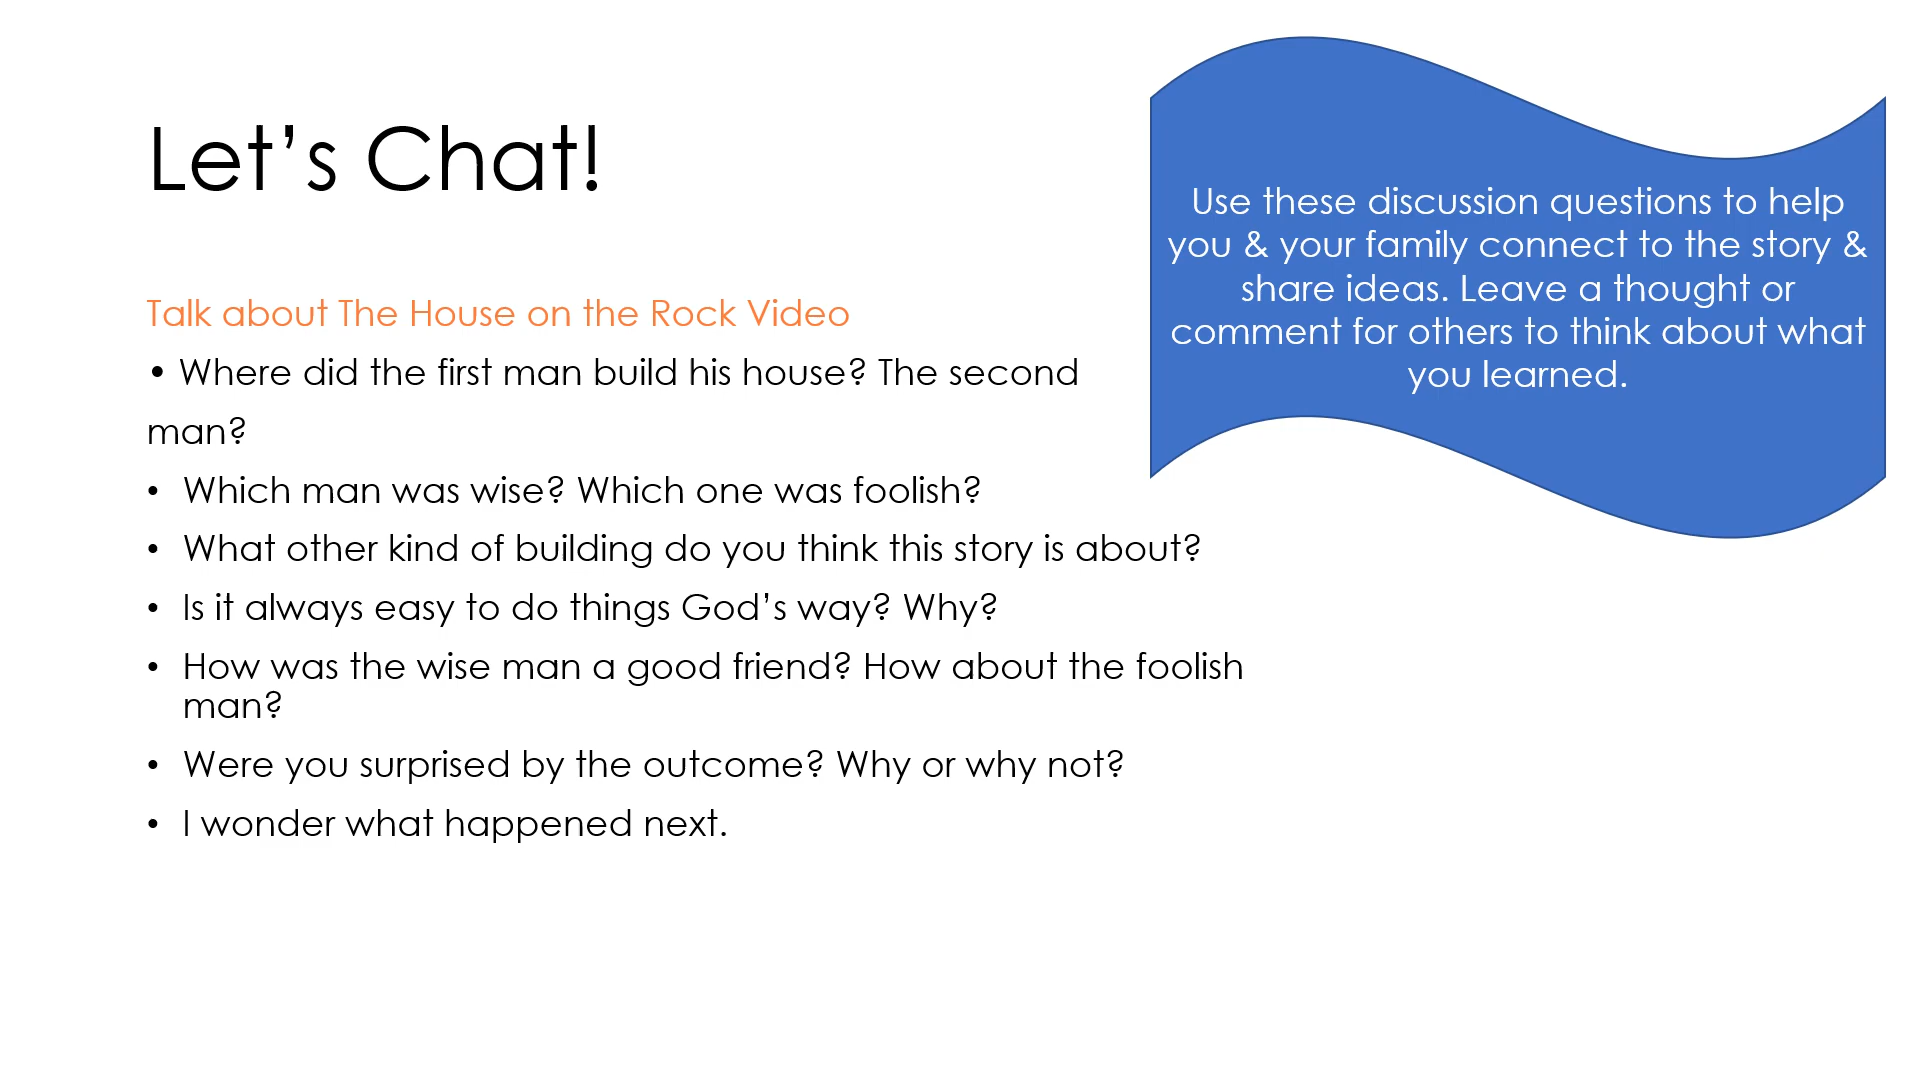 Let’s Chat!
Use these discussion questions to help
you & your family connect to the story &
share ideas. Leave a thought or
comment for others to think about what
you learned.
Talk about The House on the Rock Video
• Where did the first man build his house? The second
man?
• Which man was wise? Which one was foolish?
• What other kind of building do you think this story is about?
• Is it always easy to do things God’s way? Why?
• How was the wise man a good friend? How about the foolish
man?
• Were you surprised by the outcome? Why or why not?
• I wonder what happened next.